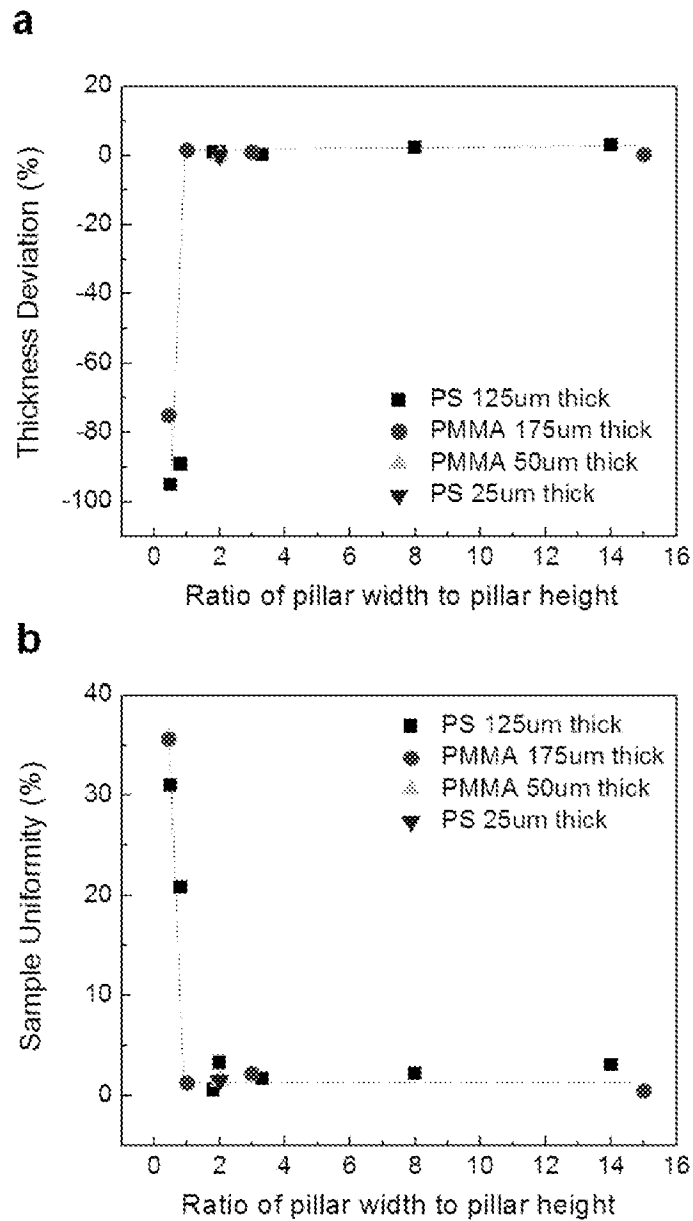 a
20
0
-20
-40
-60
-80
-100
Thickness Deviation (%)
PS 125um thick
PMMA 175um thick
PMMA 50um thick
PS 25um thick
0 2 4 6 8 10 12 14 16
Ratio of pillar width to pillar height
b
40
30
20
10
0
Sample Uniformity (%)
PS 125um thick
PMMA 175um thick
PMMA 50um thick
PS 25um thick
0 2 4 6 8 10 12 14 16
Ratio of pillar width to pillar height